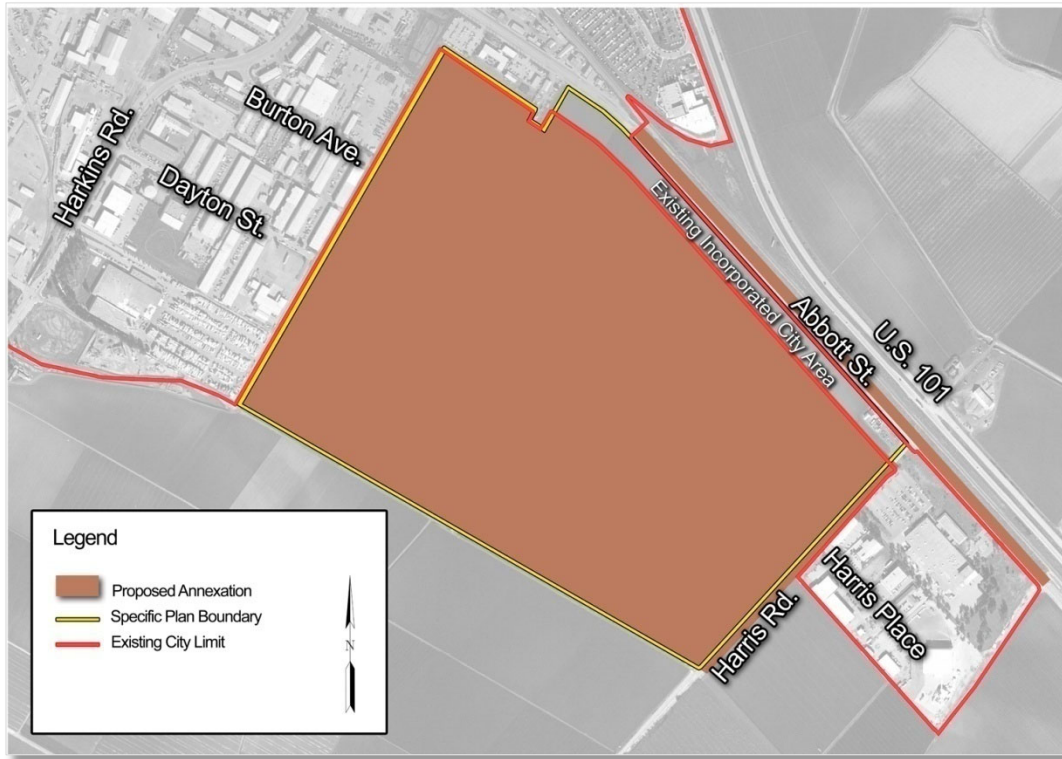 Harkins Rd.
Burton Ave.
Dayton St.
Existing Incorporated City Area
Abbott St.
U.S. 101
Harris Rd.
Harris Place
Legend
Proposed Annexation
Specific Plan Boundary
Existing City Limit
N